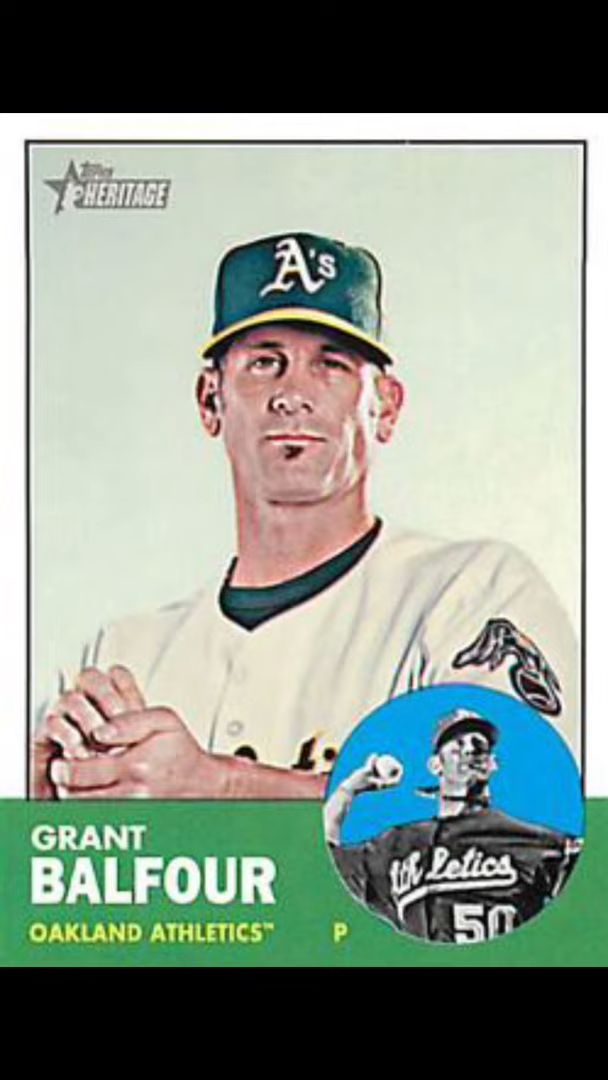 Topps
HERITAGE
A's
GRANT
BALFOUR
OAKLAND ATHLETICS™ P
Athletics
50